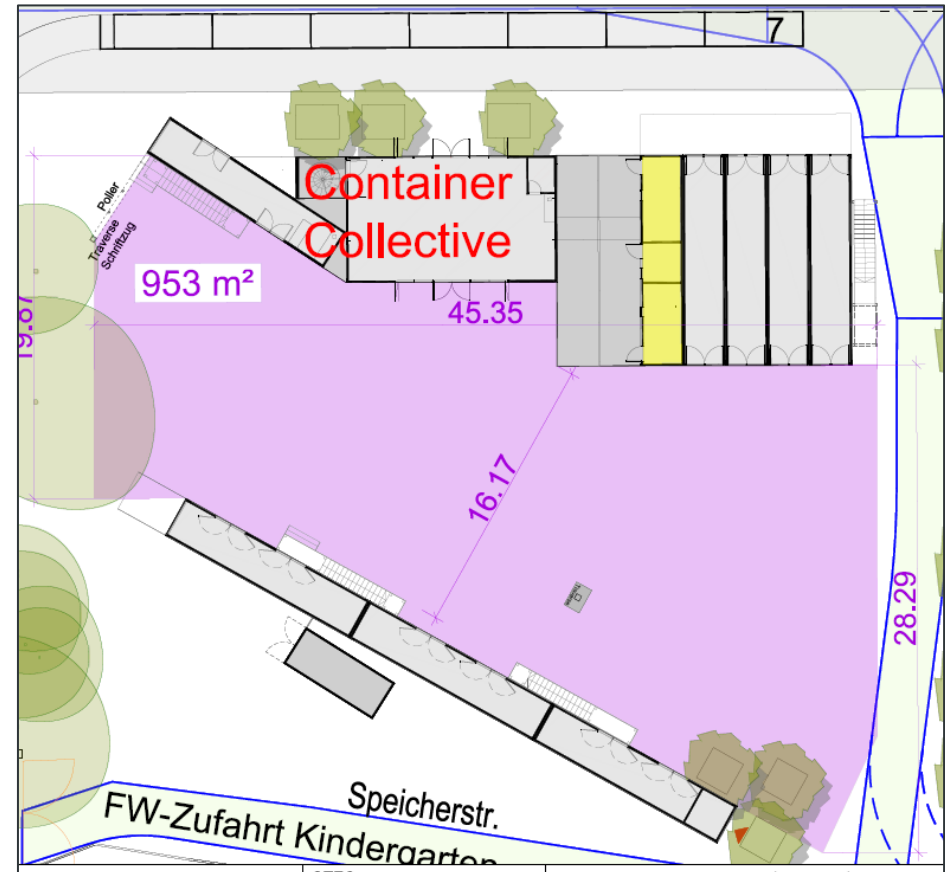 7
Container
Collective
Poller
Traverse
Schriftzug
953 m²
45.35
19.87
16.17
28.29
Speicherstr.
FW-Zufahrt Kindergarten